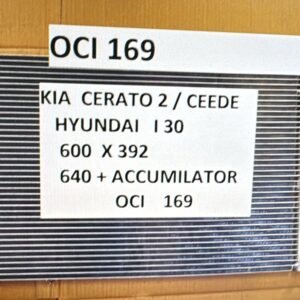 OCI 169
KIA CERATO 2 / CEEDE
HYUNDAI I 30
600 X 392
640 + ACCUMILATOR
OCI 169